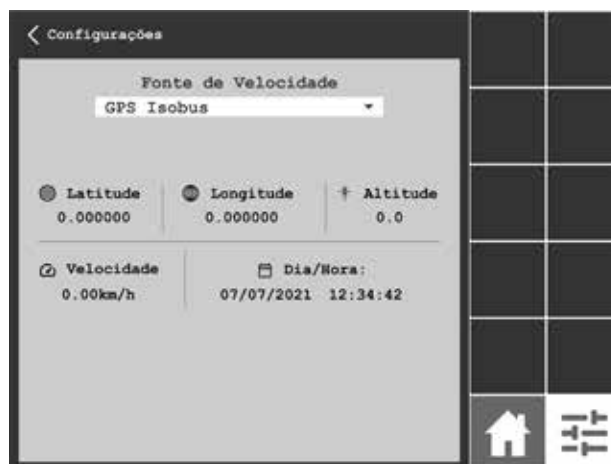 Configurações
Fonte de Velocidade
GPS Isobus
Latitude Longitude Altitude
0.000000 0.000000 0.0
Velocidade Dia/Hora:
0.00km/h 07/07/2021 12:34:42